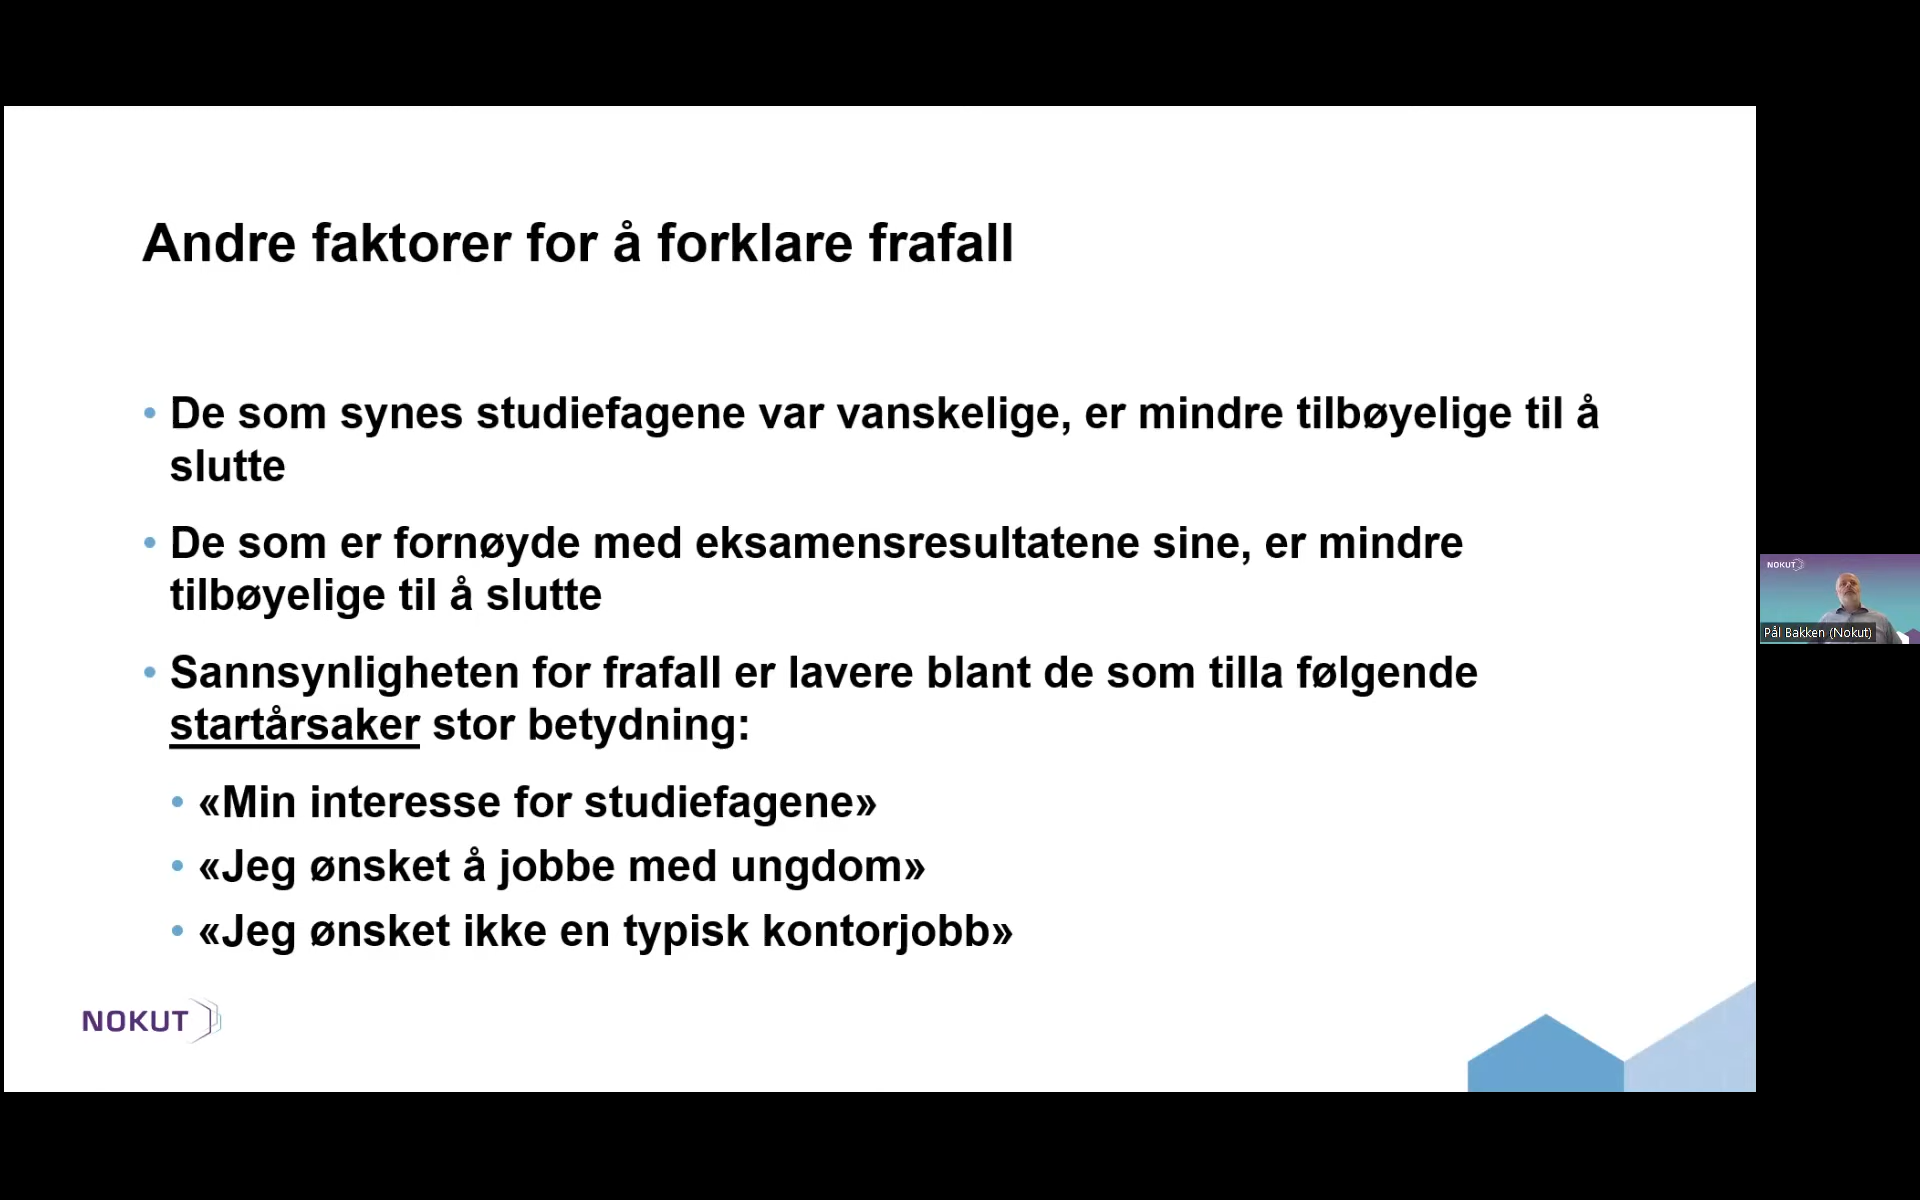 Andre faktorer for å forklare frafall
• De som synes studiefagene var vanskelige, er mindre tilbøyelige til å
slutte
• De som er fornøyde med eksamensresultatene sine, er mindre
tilbøyelige til å slutte
• Sannsynligheten for frafall er lavere blant de som tilla følgende
startårsaker stor betydning:
• «Min interesse for studiefagene»
• «Jeg ønsket å jobbe med ungdom»
• «Jeg ønsket ikke en typisk kontorjobb»
NOKUT
NOKUT
Pål Bakken (Nokut)